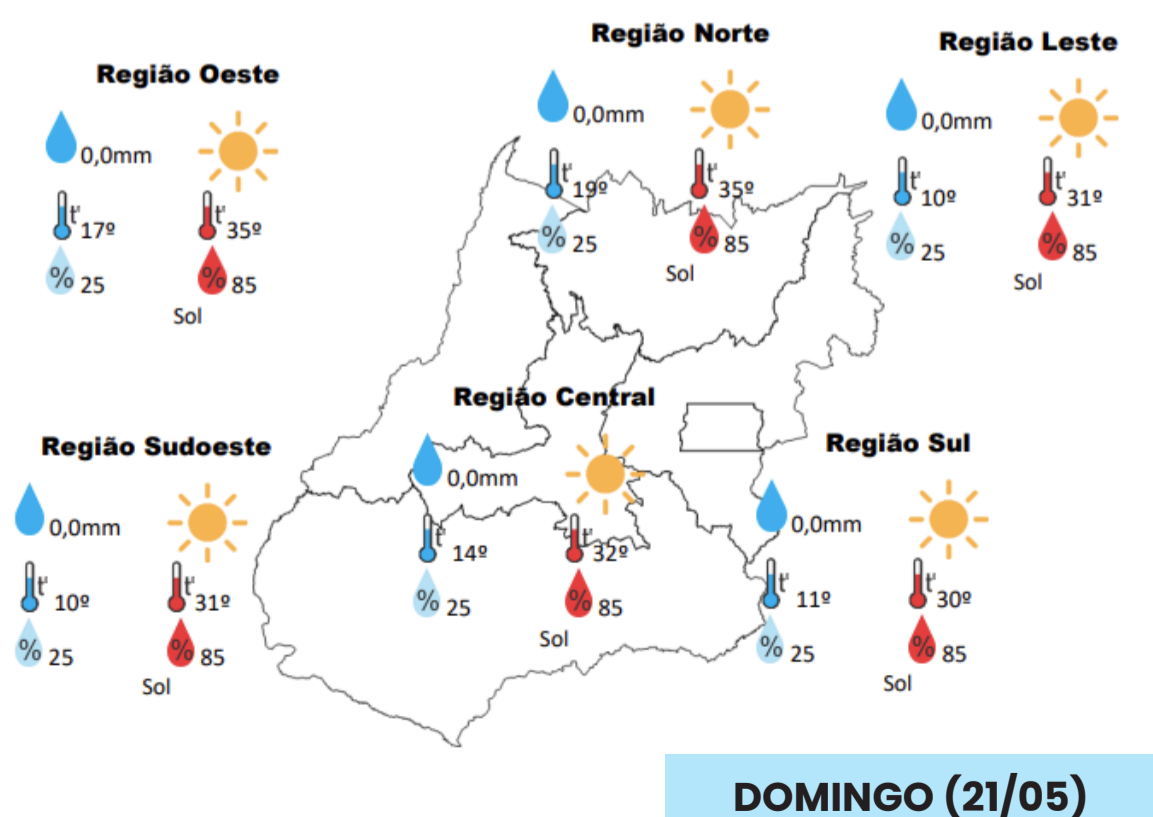 Região Oeste
0,0mm
t° 17º
t° 35º
% 25
% 85
Sol
Região Norte
0,0mm
t° 19º
t° 35º
% 25
% 85
Sol
Região Leste
0,0mm
t° 10º
t° 31º
% 25
% 85
Sol
Região Central
0,0mm
t° 14º
t° 32º
% 25
% 85
Sol
Região Sudoeste
0,0mm
t° 10º
t° 31º
% 25
% 85
Sol
Região Sul
0,0mm
t° 11º
t° 30º
% 25
% 85
Sol
DOMINGO (21/05)